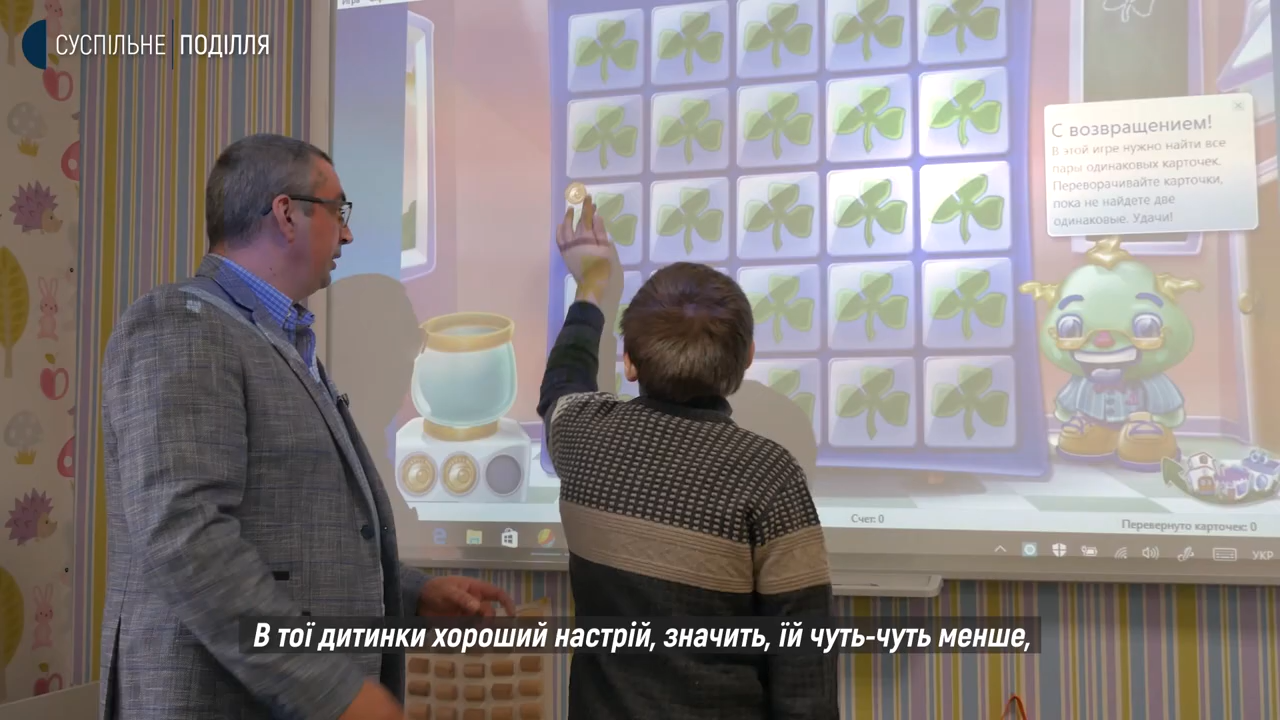 СУСПІЛЬНЕ ПОДІЛЛЯ
С возвращением!
В этой игре нужно найти все
пары одинаковых карточек.
Переворачивайте карточки,
пока не найдете две
одинаковые. Удачи!
Счет: 0
Перевернуто карточек: 0
УКР
В тої дитинки хороший настрій, значить, їй чуть-чуть менше,